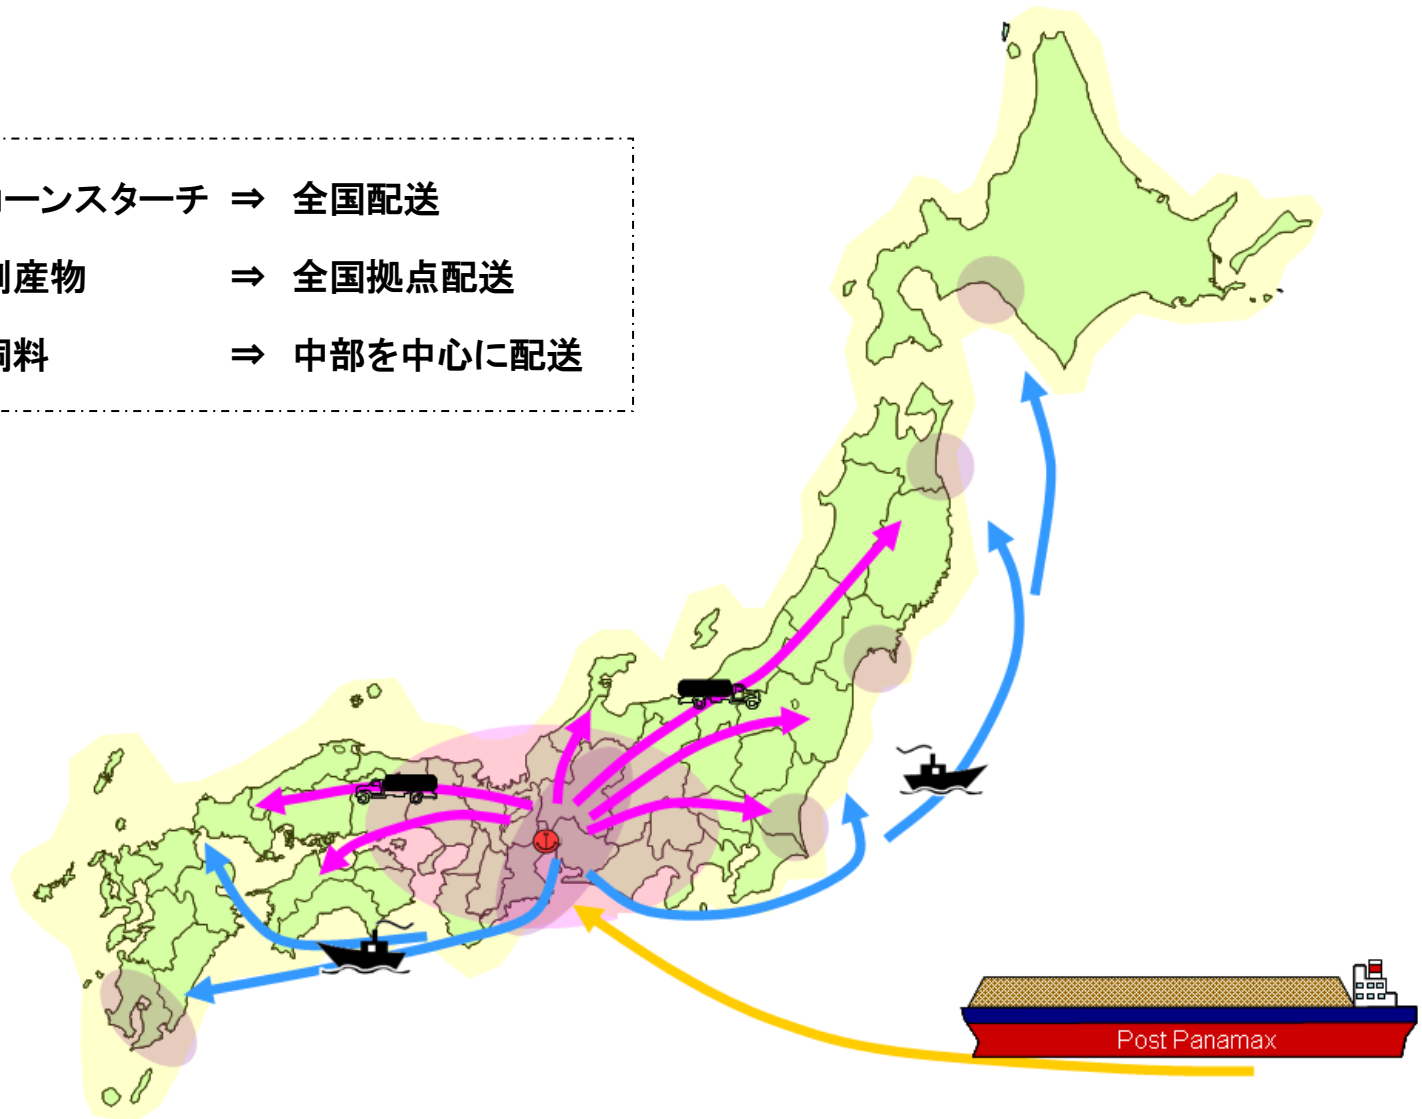 ーンスターチ ⇒ 全国配送
産物 ⇒ 全国拠点配送
料 ⇒ 中部を中心に配送
Post Panamax